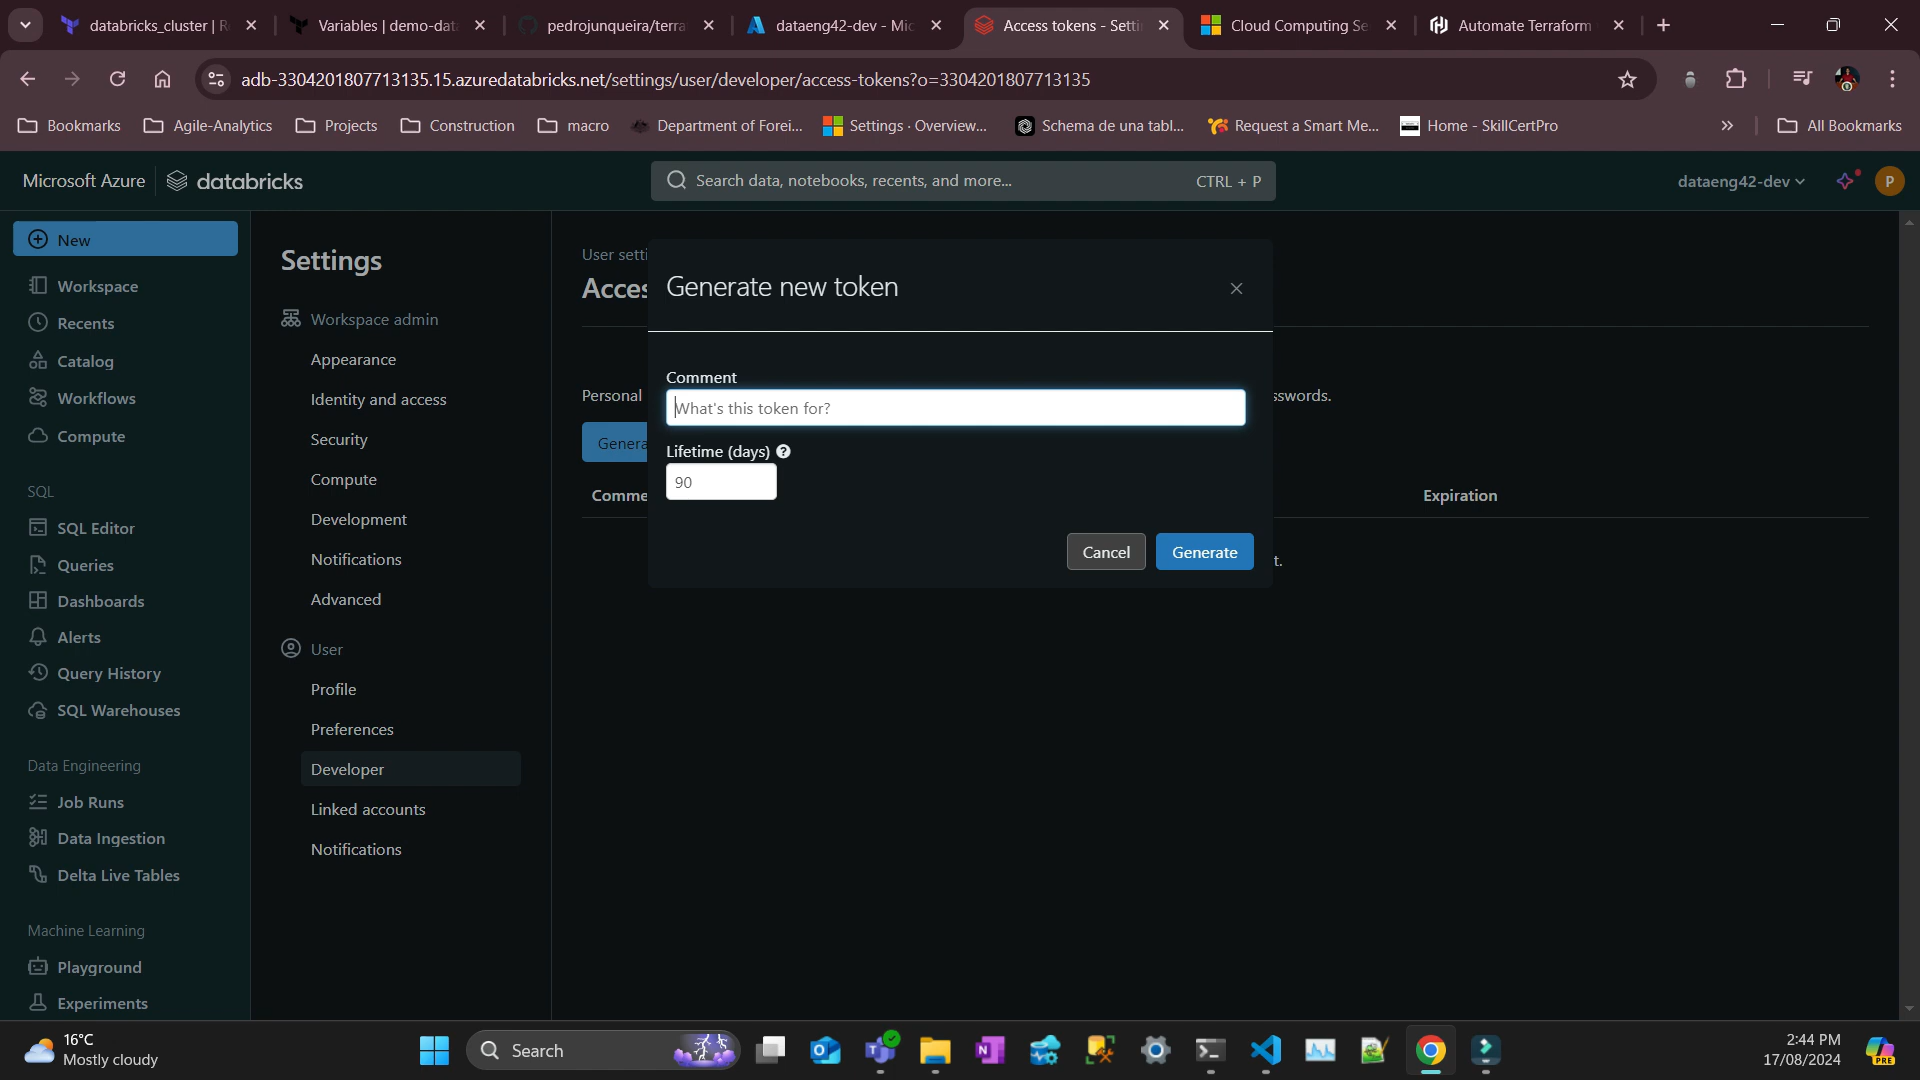 databricks_cluster | R
Variables | demo-dat
pedrojunqueira/terra
dataeng42-dev - Mic
Access tokens - Setti
Cloud Computing Se
Automate Terraform
adb-3304201807713135.15.azuredatabricks.net/settings/user/developer/access-tokens?o=3304201807713135
Bookmarks
Agile-Analytics
Projects
Construction
macro
Department of Forei...
Settings · Overview...
Schema de una tabl...
Request a Smart Me...
Home - SkillCertPro
All Bookmarks
Microsoft Azure
databricks
Search data, notebooks, recents, and more...
CTRL + P
dataeng42-dev
P
New
Workspace
Recents
Catalog
Workflows
Compute
SQL
SQL Editor
Queries
Dashboards
Alerts
Query History
SQL Warehouses
Data Engineering
Job Runs
Data Ingestion
Delta Live Tables
Machine Learning
Playground
Experiments
Settings
Workspace admin
Appearance
Identity and access
Security
Compute
Development
Notifications
Advanced
User
Profile
Preferences
Developer
Linked accounts
Notifications
User setti
Acces
Personal
sswords.
Genera
Comme
Expiration
t.
Generate new token
Comment
What's this token for?
Lifetime (days)
90
Cancel
Generate
16°C
Mostly cloudy
Search
2:44 PM
17/08/2024
PRE